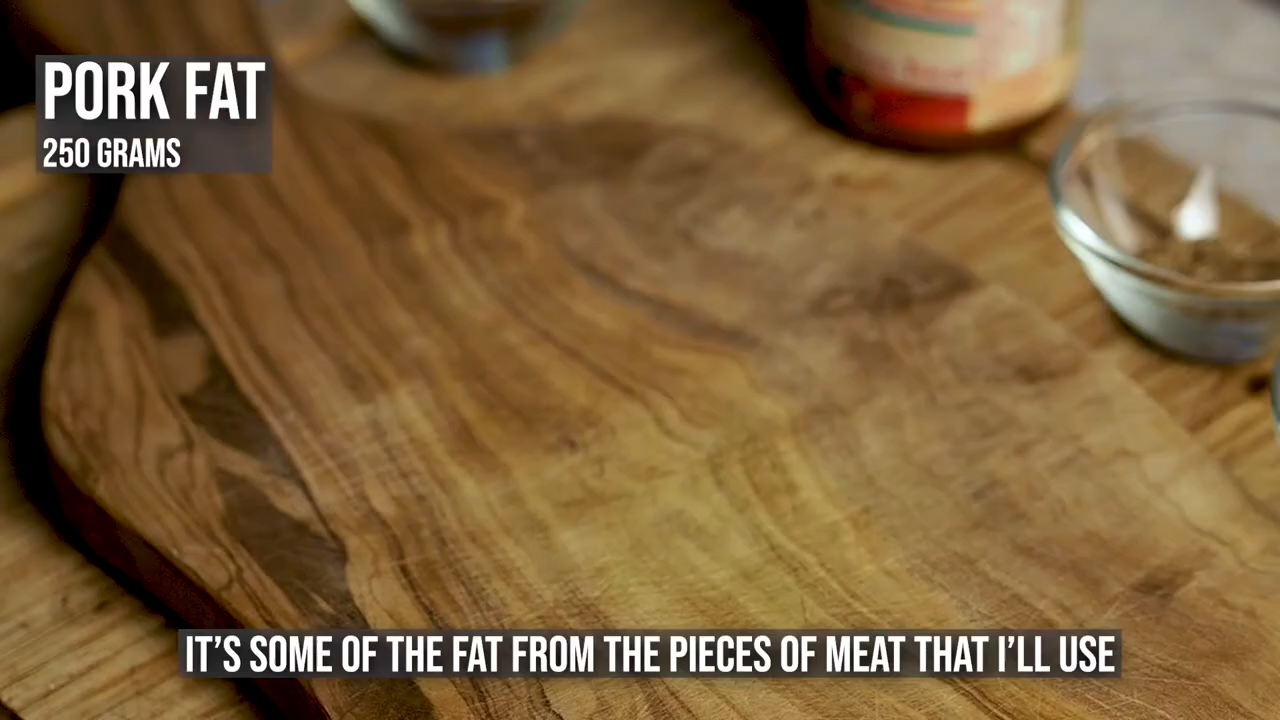 PORK FAT
250 GRAMS
IT'S SOME OF THE FAT FROM THE PIECES OF MEAT THAT I'LL USE